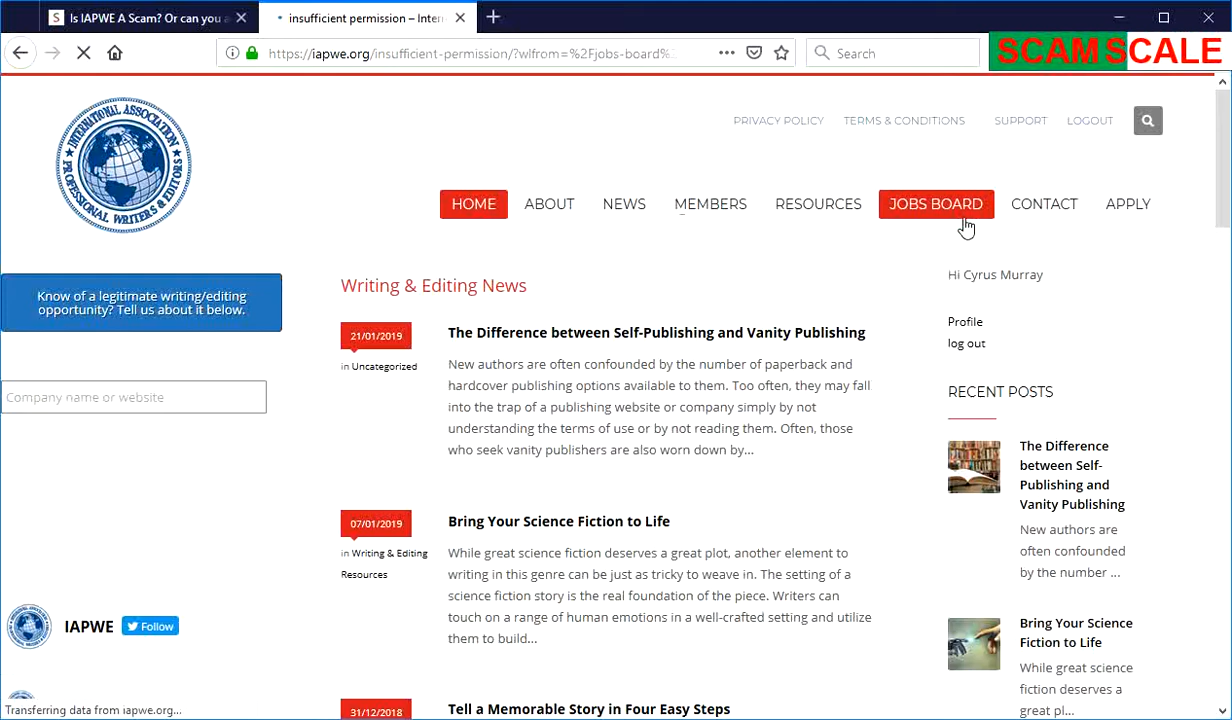 Is IAPWE A Scam? Or can you a
insufficient permission – Inter
https://iapwe.org/insufficient-permission/?wlfrom=%2Fjobs-board%
Search
SCAM SCALE
INTERNATIONAL ASSOCIATION
PROFESSIONAL WRITERS & EDITORS
PRIVACY POLICY TERMS & CONDITIONS SUPPORT LOGOUT
HOME ABOUT NEWS MEMBERS RESOURCES JOBS BOARD CONTACT APPLY
Know of a legitimate writing/editing
opportunity? Tell us about it below.
Company name or website
IAPWE Follow
Writing & Editing News
21/01/2019
in Uncategorized
The Difference between Self-Publishing and Vanity Publishing
New authors are often confounded by the number of paperback and
hardcover publishing options available to them. Too often, they may fall
into the trap of a publishing website or company simply by not
understanding the terms of use or by not reading them. Often, those
who seek vanity publishers are also worn down by...
07/01/2019
in Writing & Editing
Resources
Bring Your Science Fiction to Life
While great science fiction deserves a great plot, another element to
writing in this genre can be just as tricky to weave in. The setting of a
science fiction story is the real foundation of the piece. Writers can
touch on a range of human emotions in a well-crafted setting and utilize
them to build...
31/12/2018
Tell a Memorable Story in Four Easy Steps
Hi Cyrus Murray
Profile
log out
RECENT POSTS
The Difference
between Self-
Publishing and
Vanity Publishing
New authors are
often confounded
by the number ...
Bring Your Science
Fiction to Life
While great science
fiction deserves a
great pl...
Transferring data from iapwe.org...